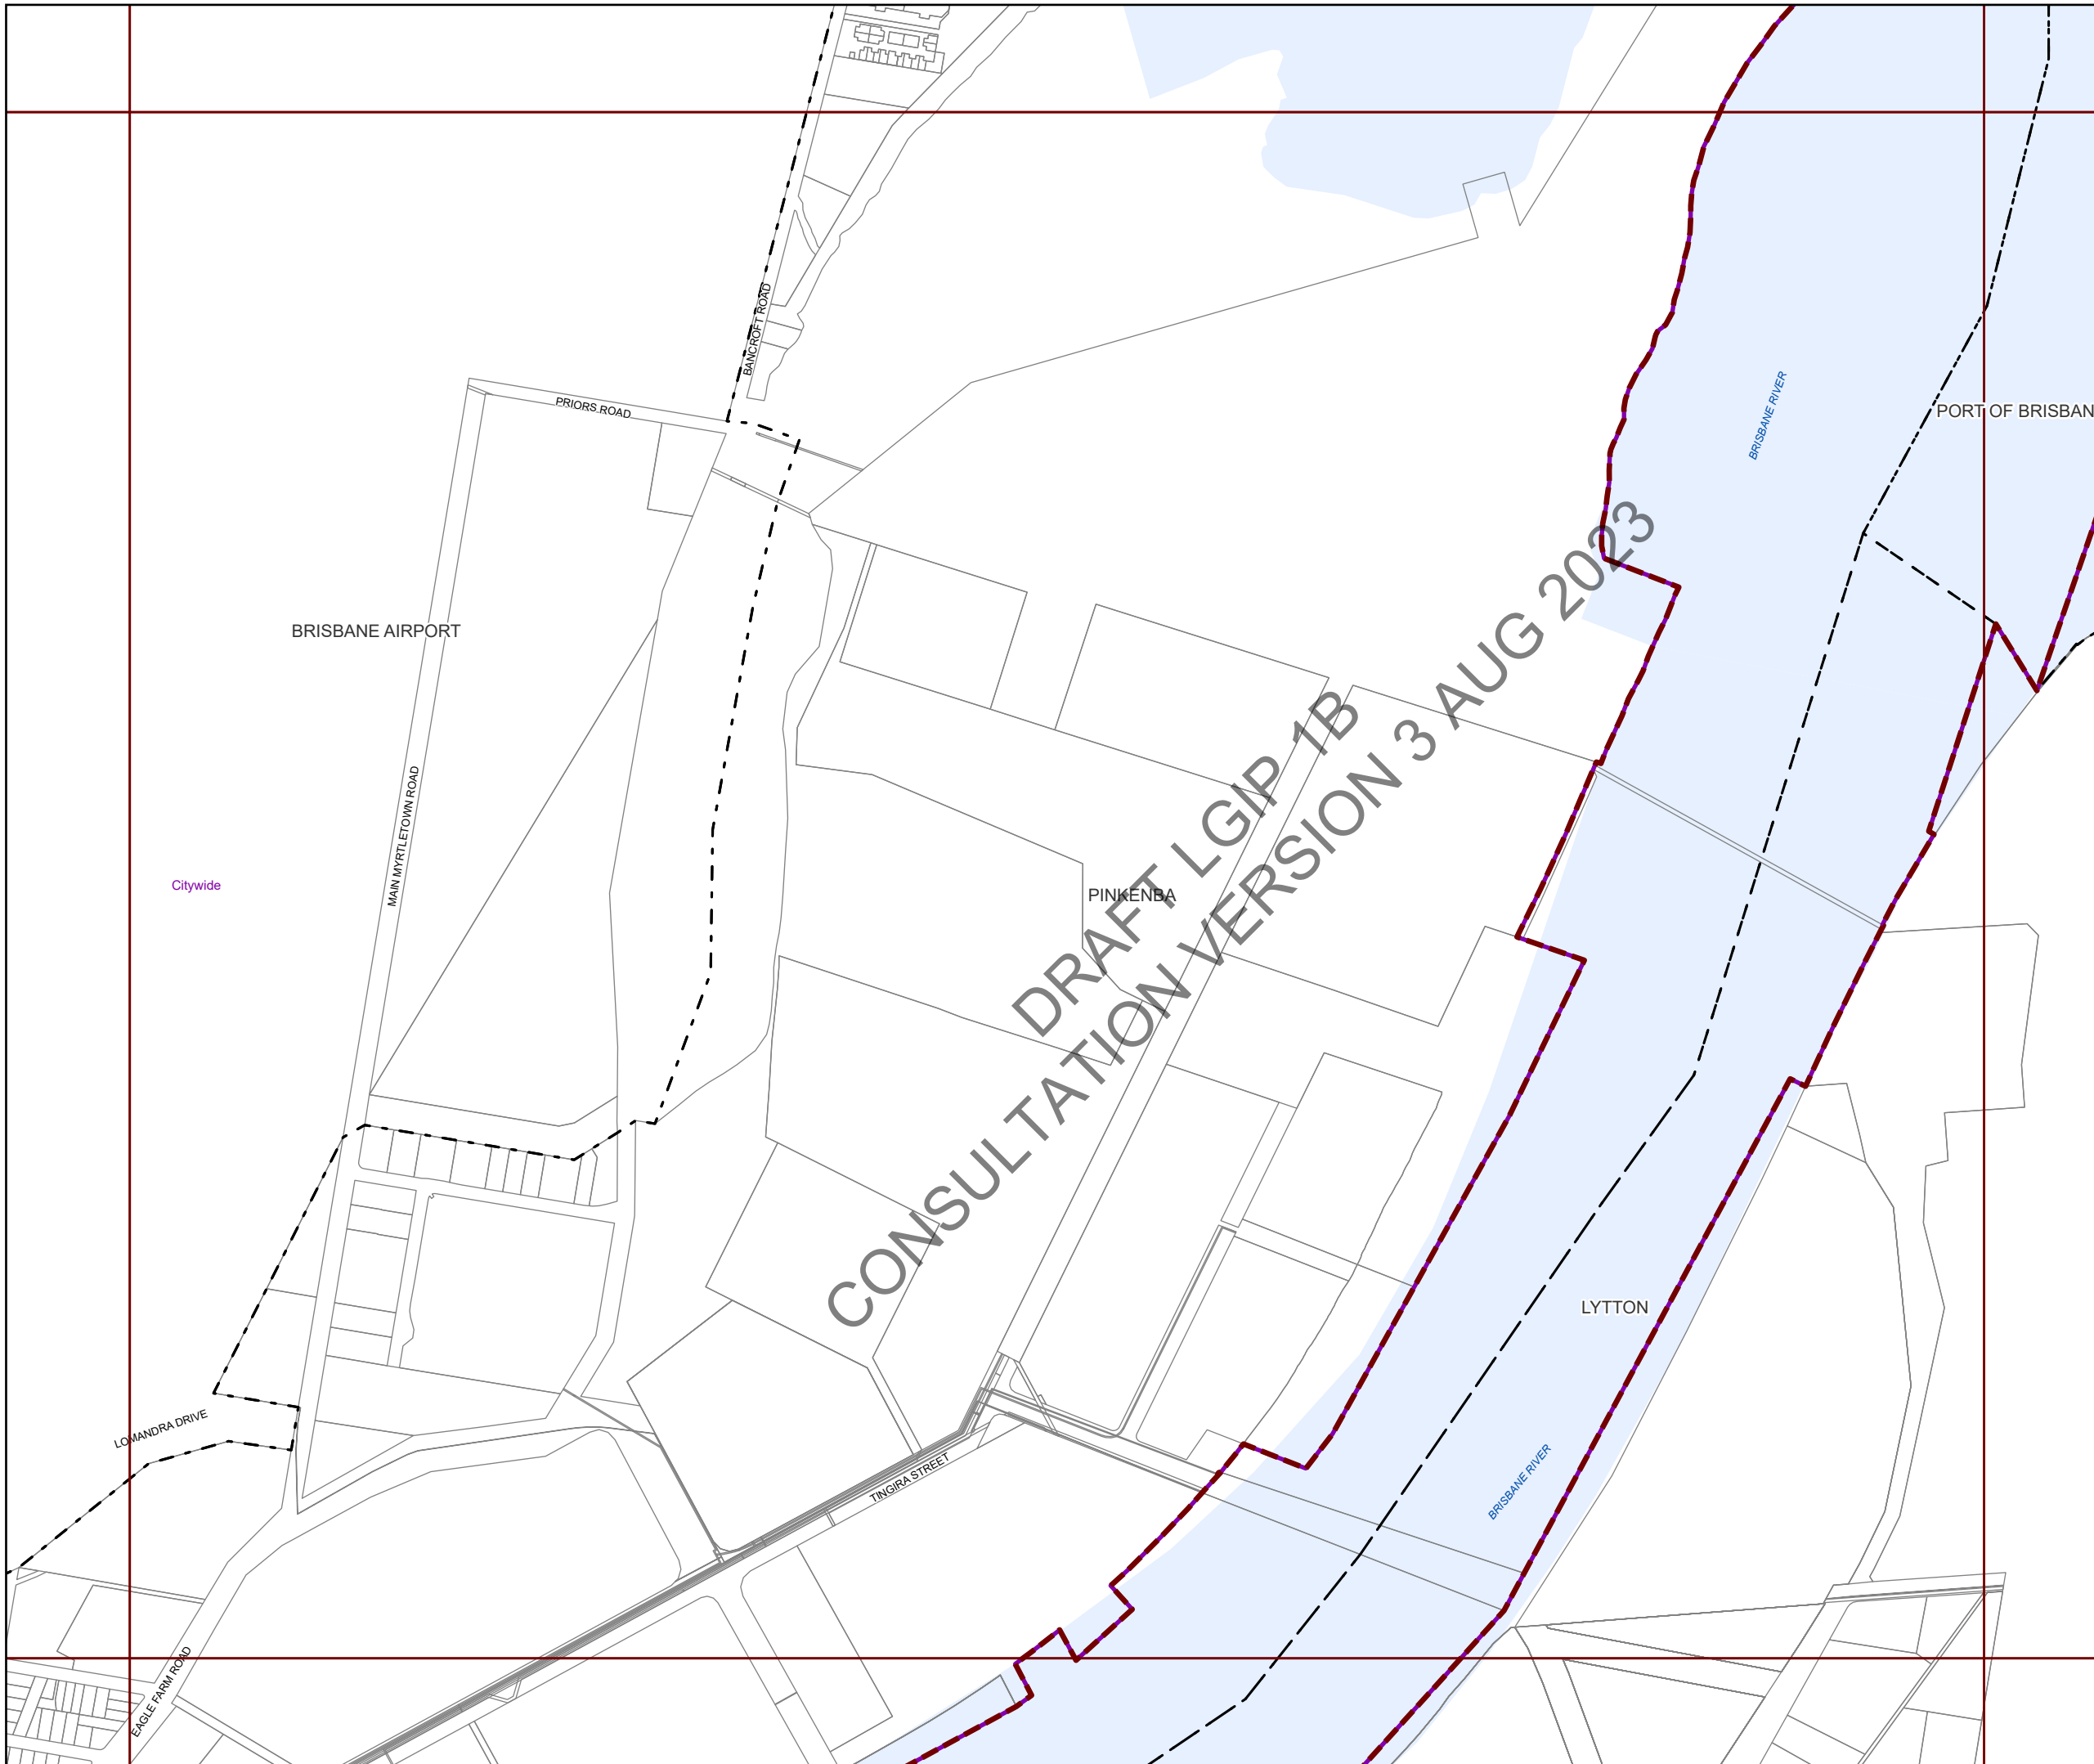 BANCROFT ROAD
PRIORS ROAD
BRISBANE RIVER
PORT OF BRISBAN
BRISBANE AIRPORT
MAIN MYRTLETOWN ROAD
Citywide
PINKENBA
DRAFT LGIP 1B
CONSULTATION VERSION 3 AUG 2023
LYTTON
LOMANDRA DRIVE
TINGIRA STREET
BRISBANE RIVER
EAGLE FARM ROAD